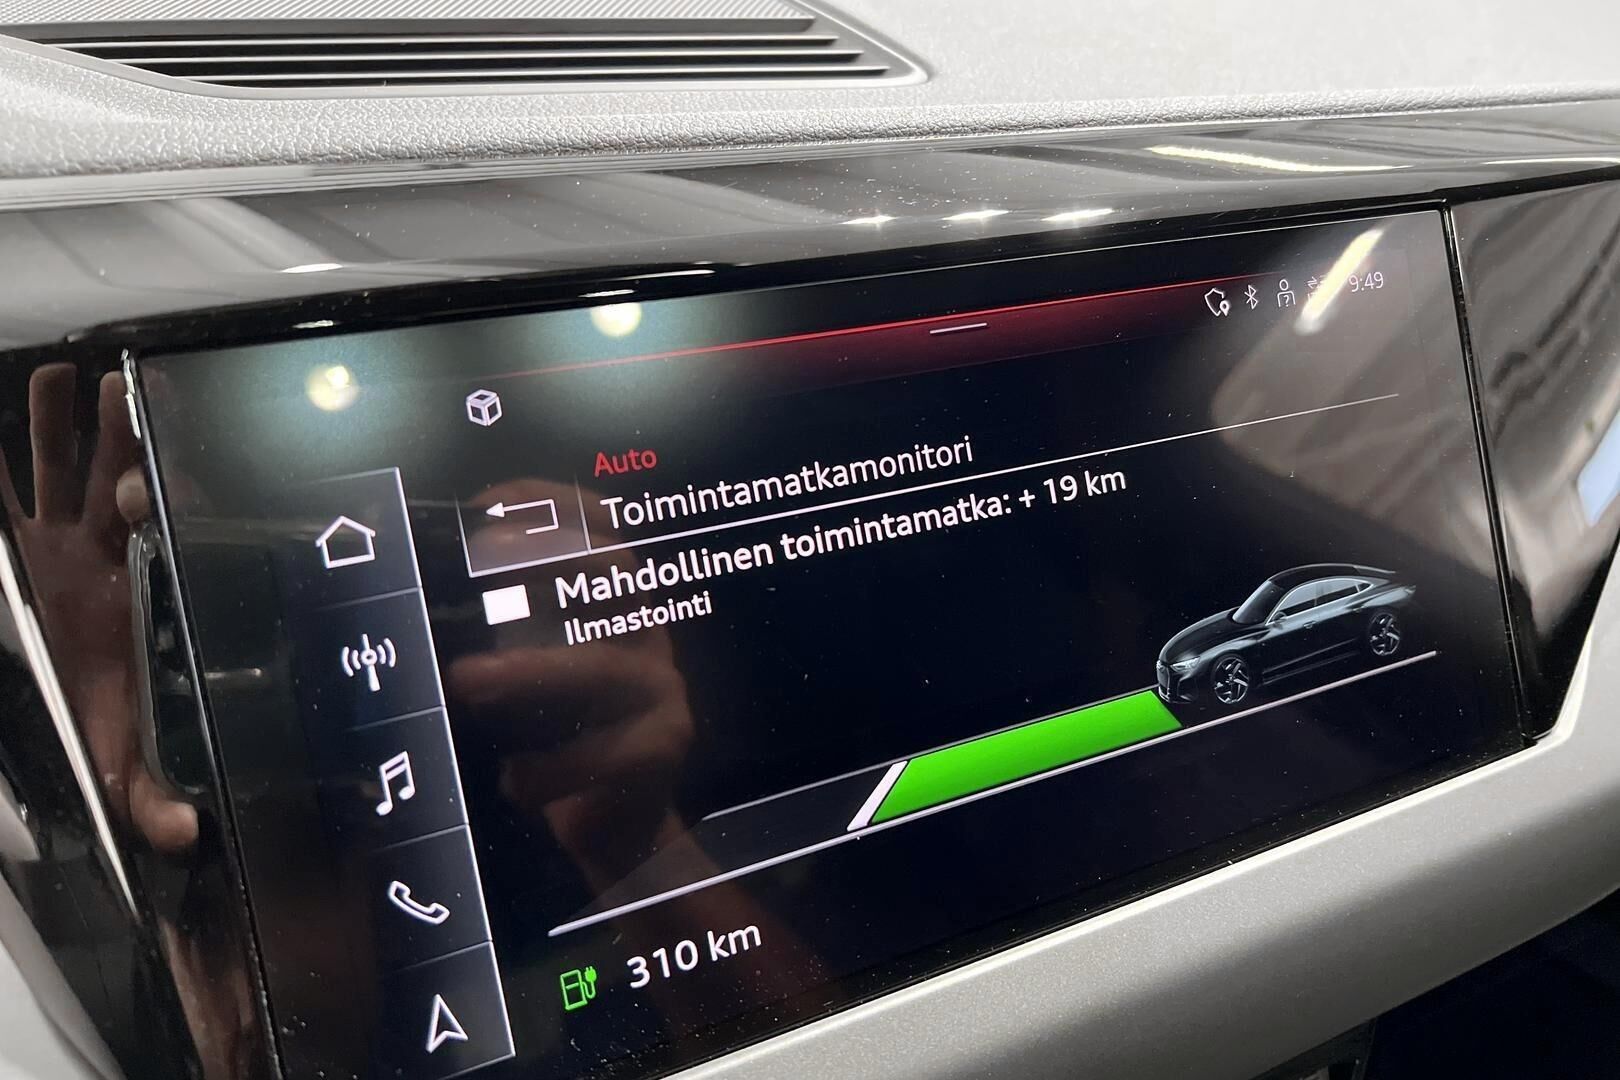 9:49
Auto
Toimintamatkamonitori
Mahdollinen toimintamatka: + 19 km
Ilmastointi
310 km